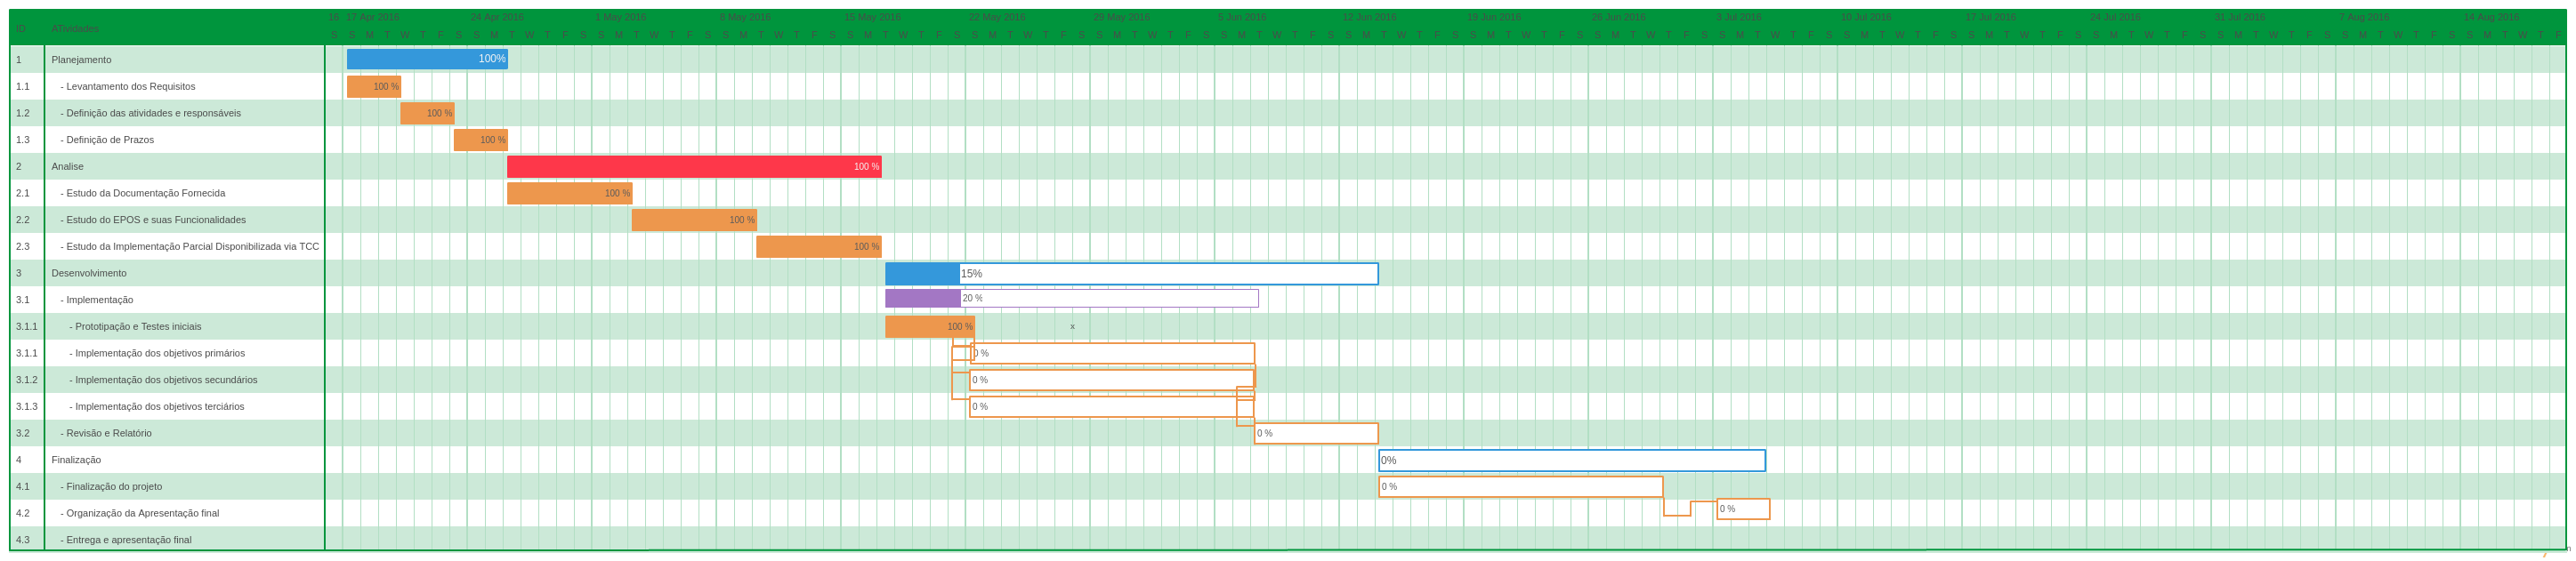 16 17 Apr 2016 24 Apr 2016 1 May 2016 8 May 2016 15 May 2016 22 May 2016 29 May 2016 5 Jun 2016 12 Jun 2016 19 Jun 2016 26 Jun 2016 3 Jul 2016 10 Jul 2016 17 Jul 2016 24 Jul 2016 31 Jul 2016 7 Aug 2016 14 Aug 2016
ID Atividades
S S M T W T F S S M T W T F S S M T W T F S S M T W T F S S M T W T F S S M T W T F S S M T W T F S S M T W T F S S M T W T F S S M T W T F S S M T W T F S S M T W T F S S M T W T F S S M T W T F S S M T W T F S S M T W T F S S M T W T F S S M T W T F
1 Planejamento 100%
1.1 - Levantamento dos Requisitos 100 %
1.2 - Definição das atividades e responsáveis 100 %
1.3 - Definição de Prazos 100 %
2 Analise 100 %
2.1 - Estudo da Documentação Fornecida 100 %
2.2 - Estudo do EPOS e suas Funcionalidades 100 %
2.3 - Estudo da Implementação Parcial Disponibilizada via TCC 100 %
3 Desenvolvimento 15%
3.1 - Implementação 20 %
3.1.1 - Prototipação e Testes iniciais 100 % x
3.1.1 - Implementação dos objetivos primários 0 %
3.1.2 - Implementação dos objetivos secundários 0 %
3.1.3 - Implementação dos objetivos terciários 0 %
3.2 - Revisão e Relatório 0 %
4 Finalização 0%
4.1 - Finalização do projeto 0 %
4.2 - Organização da Apresentação final 0 %
4.3 - Entrega e apresentação final